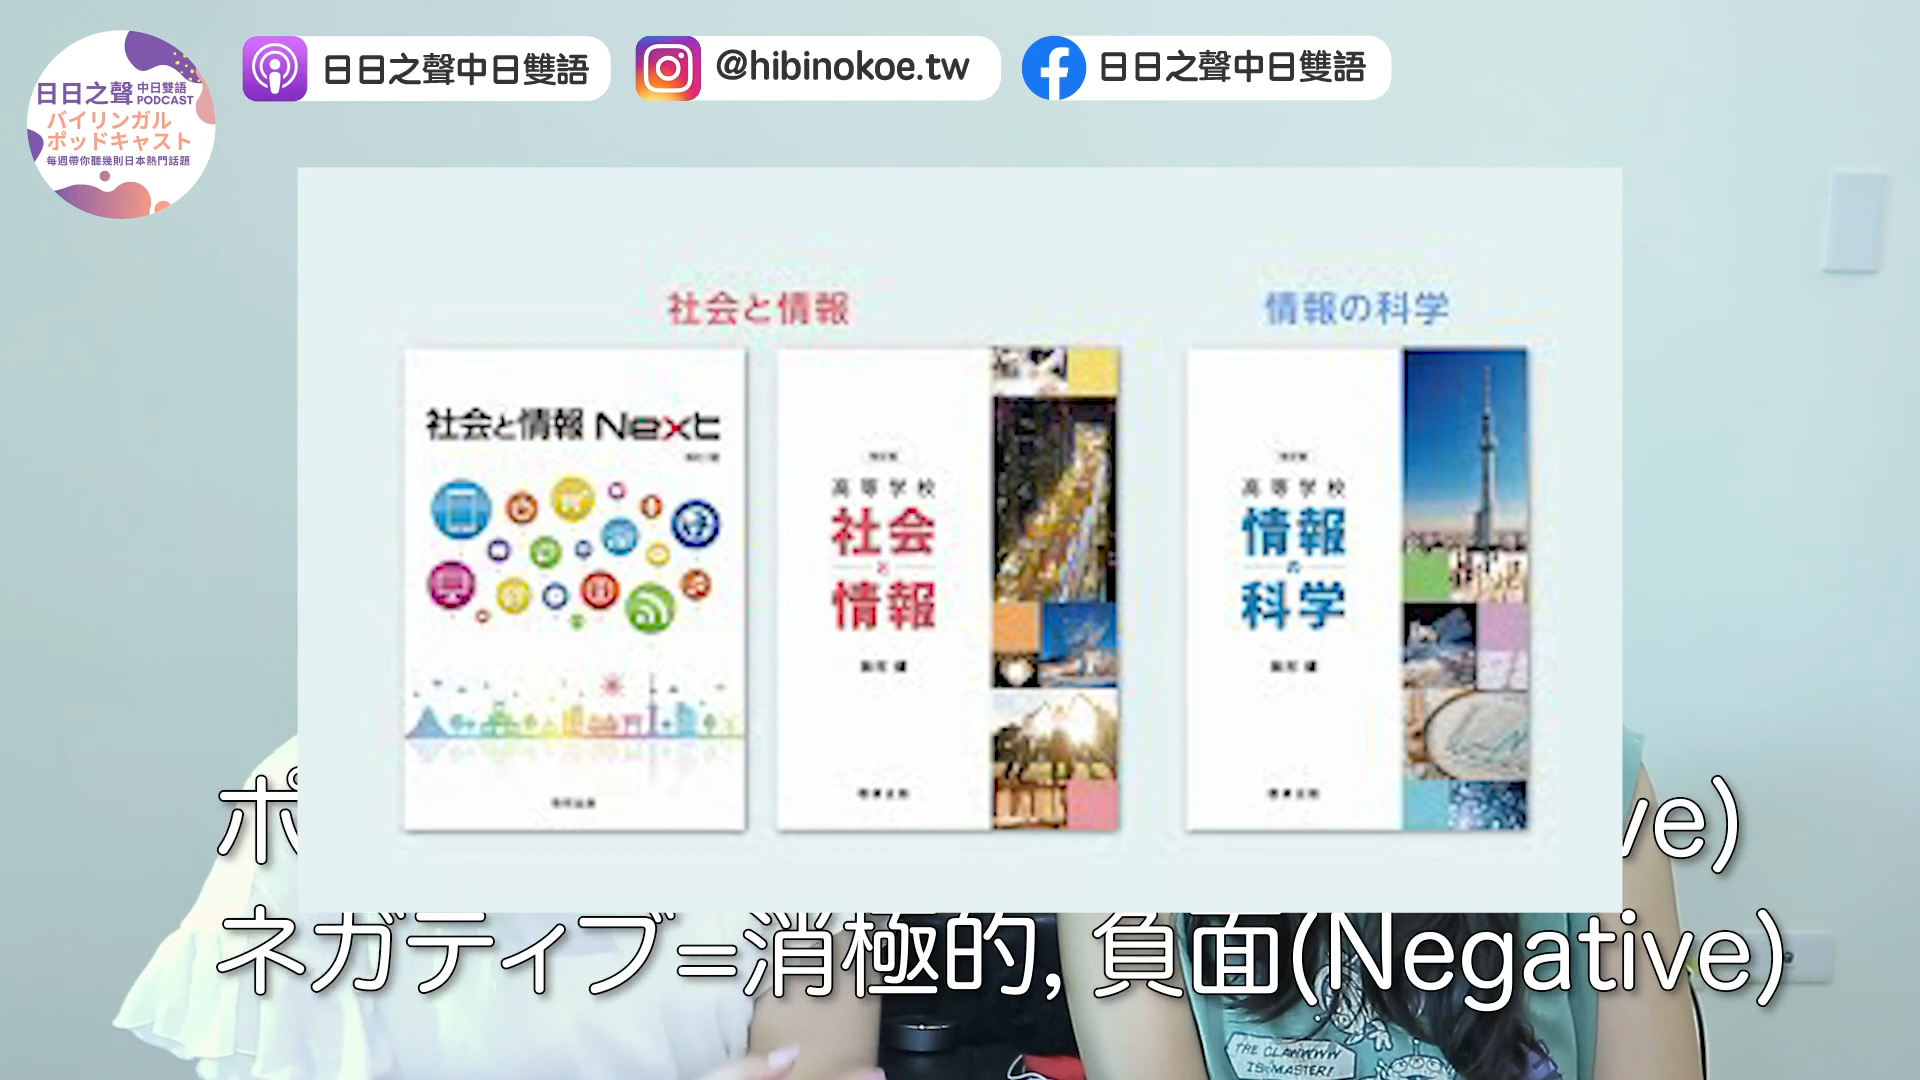 日日之聲 中日雙語
PODCAST
バイリンガル
ポッドキャスト
每週帶你聽幾則日本熱門話題
日日之聲中日雙語
@hibinokoe.tw
日日之聲中日雙語
社会と情報
情報の科学
社会と情報 Next
高等学校
社会
と
情報
高等学校
情報
の
科学
ポ
ve)
ネガティブ=消極的, 負面(Negative)
THE CLAWWWW
IS MASTER!